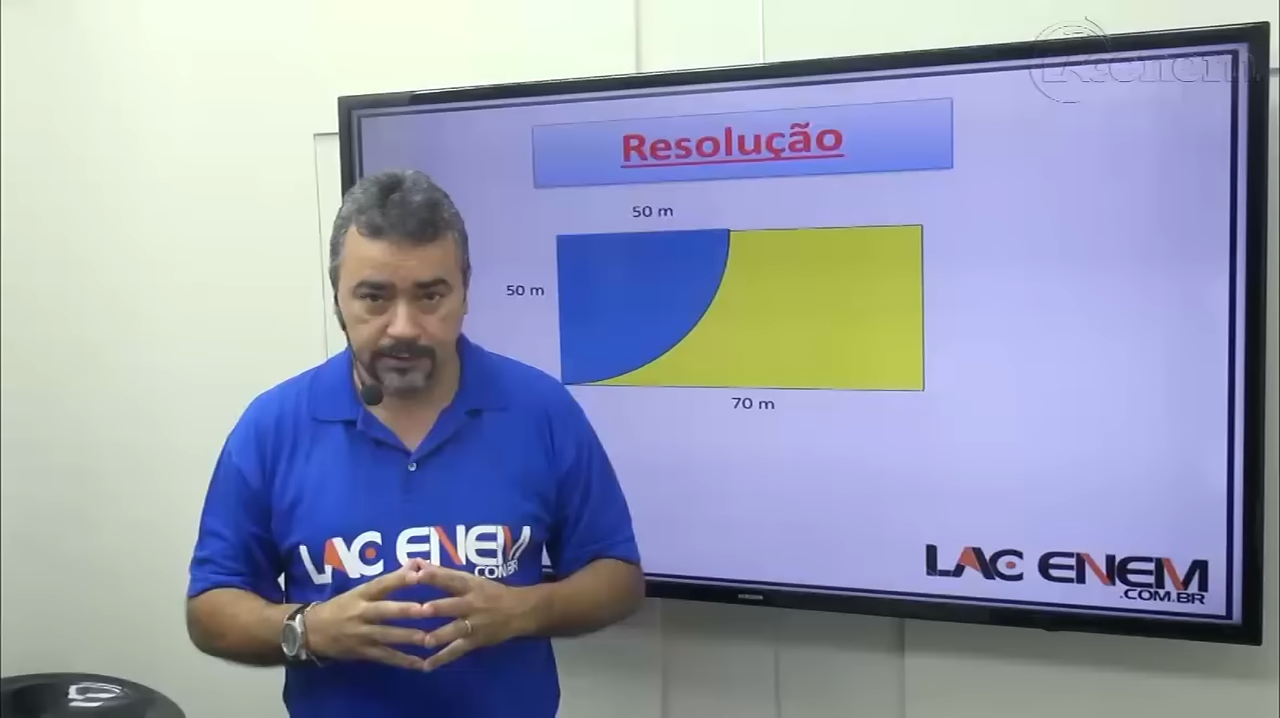 Resolução
50 m
50 m
70 m
LAC ENEM
.COM.BR
LAC ENEM
.COM.BR